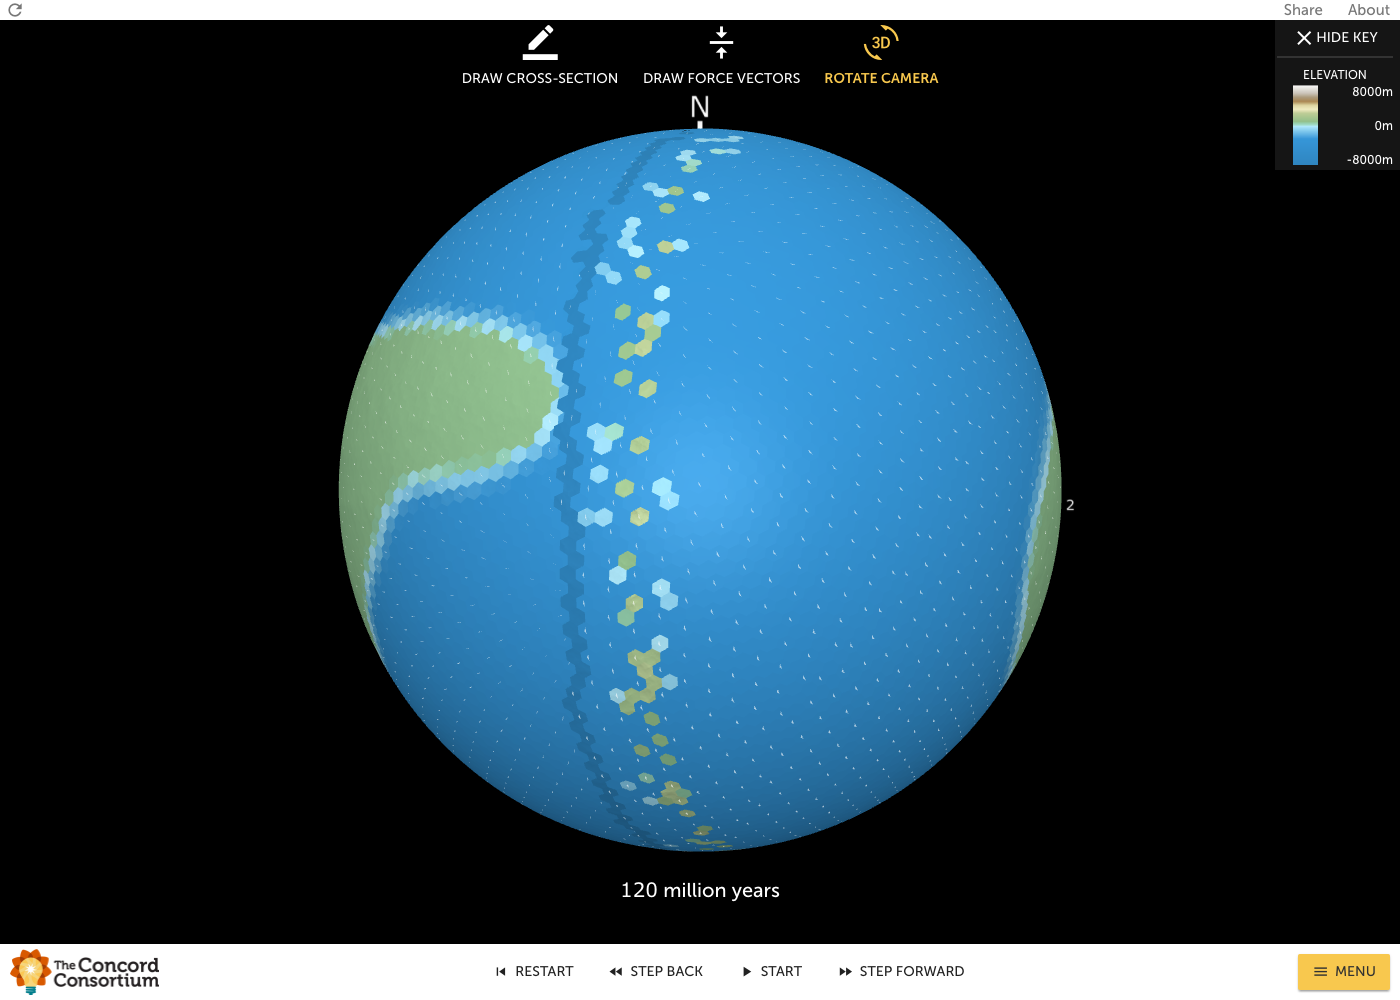 Share About
DRAW CROSS-SECTION DRAW FORCE VECTORS 3D ROTATE CAMERA
HIDE KEY
ELEVATION
8000m
0m
-8000m
N
2
120 million years
The Concord Consortium
RESTART STEP BACK START STEP FORWARD MENU